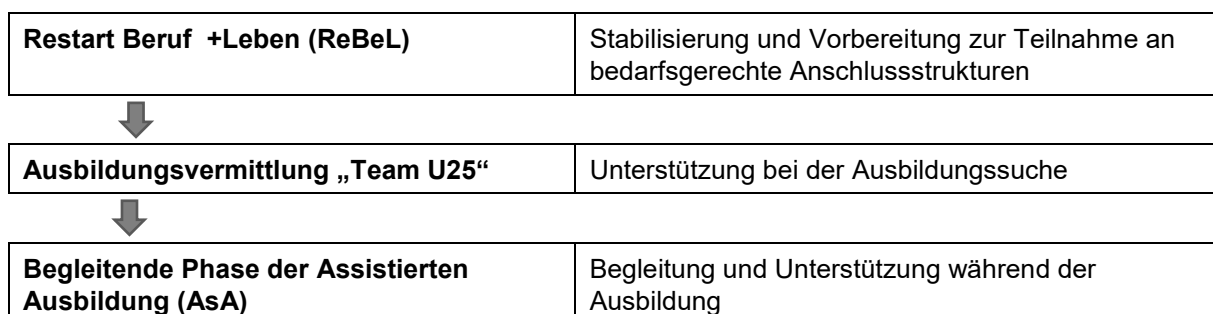 Restart Beruf +Leben (ReBeL)
Stabilisierung und Vorbereitung zur Teilnahme an
bedarfsgerechte Anschlussstrukturen
Ausbildungsvermittlung „Team U25“
Unterstützung bei der Ausbildungssuche
Begleitende Phase der Assistierten
Ausbildung (AsA)
Begleitung und Unterstützung während der
Ausbildung